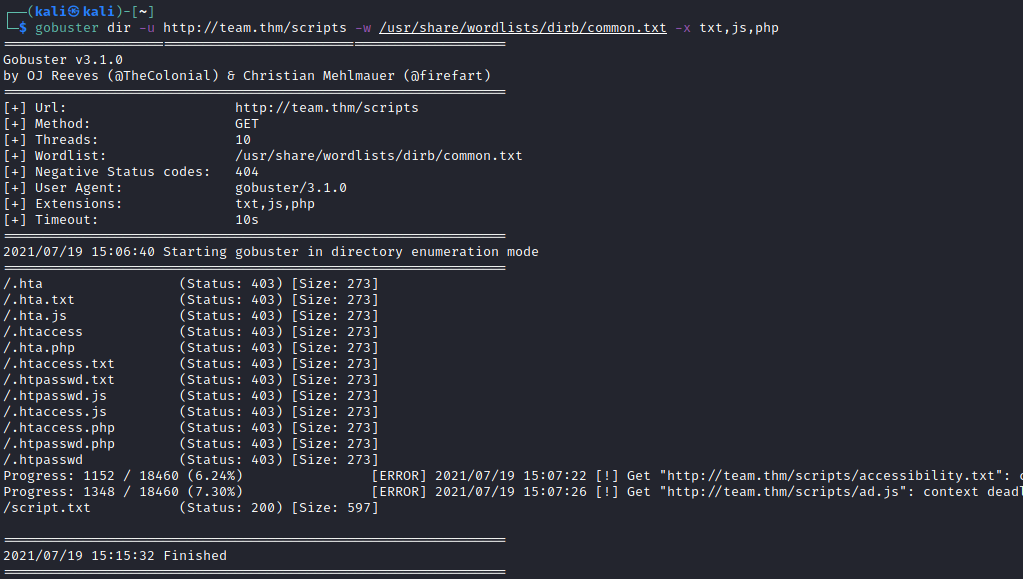 ┌──(kali㉿kali)-[~]
└─$ gobuster dir -u http://team.thm/scripts -w /usr/share/wordlists/dirb/common.txt -x txt,js,php
===============================================================
Gobuster v3.1.0
by OJ Reeves (@TheColonial) & Christian Mehlmauer (@firefart)
===============================================================
[+] Url:                     http://team.thm/scripts
[+] Method:                  GET
[+] Threads:                 10
[+] Wordlist:                /usr/share/wordlists/dirb/common.txt
[+] Negative Status codes:   404
[+] User Agent:              gobuster/3.1.0
[+] Extensions:              txt,js,php
[+] Timeout:                 10s
===============================================================
2021/07/19 15:06:40 Starting gobuster in directory enumeration mode
===============================================================
/.hta                 (Status: 403) [Size: 273]
/.hta.txt             (Status: 403) [Size: 273]
/.hta.js              (Status: 403) [Size: 273]
/.htaccess            (Status: 403) [Size: 273]
/.hta.php             (Status: 403) [Size: 273]
/.htaccess.txt        (Status: 403) [Size: 273]
/.htpasswd.txt        (Status: 403) [Size: 273]
/.htpasswd.js         (Status: 403) [Size: 273]
/.htaccess.js         (Status: 403) [Size: 273]
/.htaccess.php        (Status: 403) [Size: 273]
/.htpasswd.php        (Status: 403) [Size: 273]
/.htpasswd            (Status: 403) [Size: 273]
Progress: 1152 / 18460 (6.24%)                [ERROR] 2021/07/19 15:07:22 [!] Get "http://team.thm/scripts/accessibility.txt":
Progress: 1348 / 18460 (7.30%)                [ERROR] 2021/07/19 15:07:26 [!] Get "http://team.thm/scripts/ad.js": context deadl
/script.txt           (Status: 200) [Size: 597]
===============================================================
2021/07/19 15:15:32 Finished
===============================================================